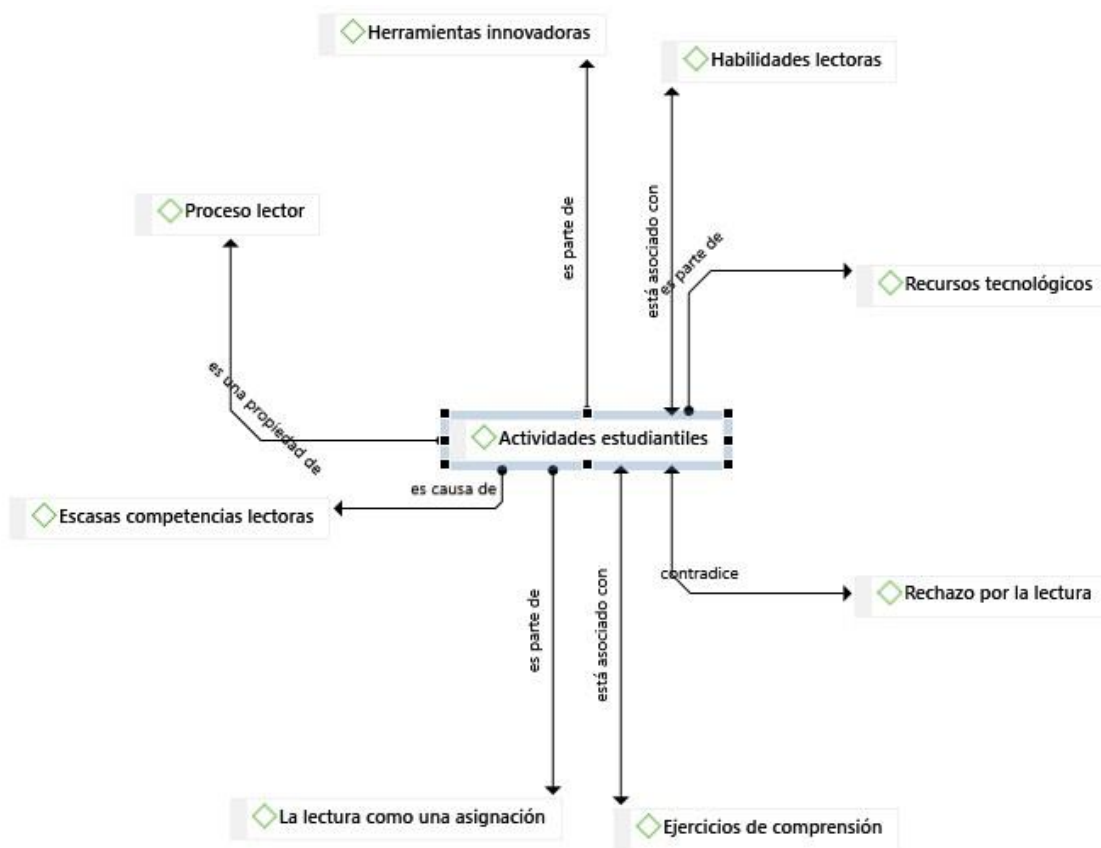 Herramientas innovadoras
Habilidades lectoras
Proceso lector
es parte de
está asociado con
es parte de
Recursos tecnológicos
es una propiedad de
Actividades estudiantiles
es causa de
Escasas competencias lectoras
es parte de
está asociado con
contradice
Rechazo por la lectura
La lectura como una asignación
Ejercicios de comprensión